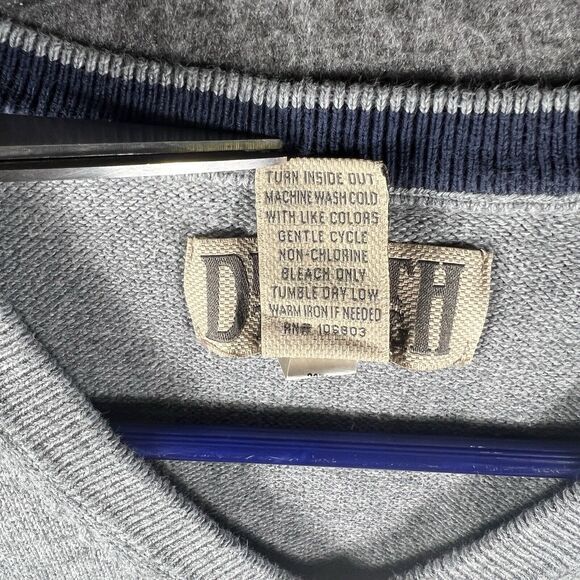 TURN INSIDE OUT
MACHINE WASH COLD
WITH LIKE COLORS
GENTLE CYCLE
NON-CHLORINE
BLEACH ONLY
TUMBLE DRY LOW
WARM IRON IF NEEDED
RN# 106903